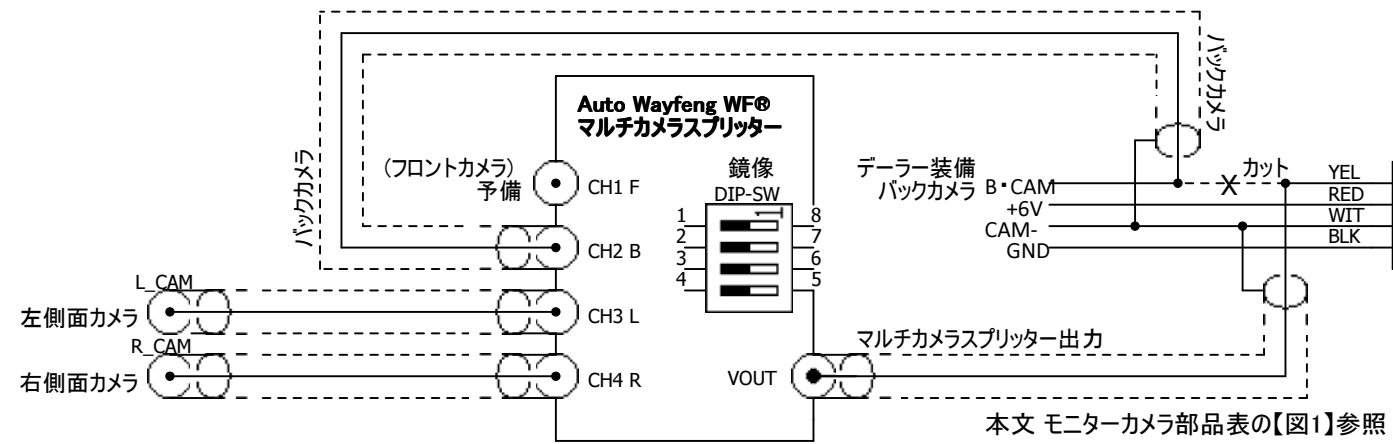 バックカメラ
バックカメラ
Auto Wayfeng WF®
マルチカメラスプリッター
(フロントカメラ)
予備
CH1 F
鏡像
DIP-SW
1
2
3
4
8
7
6
5
CH2 B
L_CAM
左側面カメラ
CH3 L
R_CAM
右側面カメラ
CH4 R
VOUT
マルチカメラスプリッター出力
デーラー装備
バックカメラ
B・CAM
+6V
CAM-
GND
カット
X
YEL
RED
WIT
BLK
本文 モニターカメラ部品表の【図1】参照